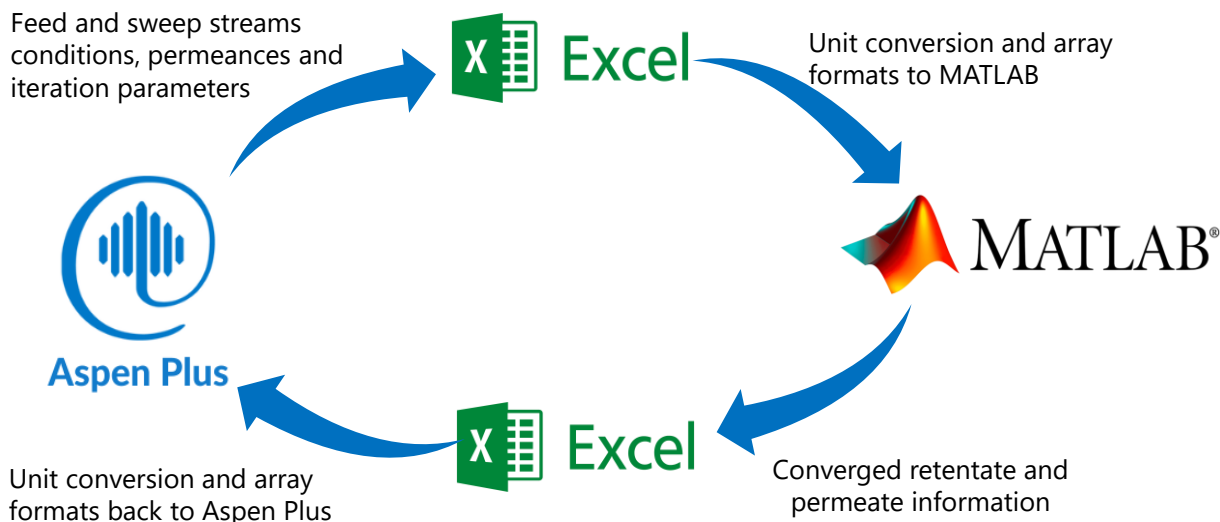 Feed and sweep streams
conditions, permeances and
iteration parameters
X Excel
Unit conversion and array
formats to MATLAB
MATLAB®
Aspen Plus
X Excel
Converged retentate and
permeate information
Unit conversion and array
formats back to Aspen Plus